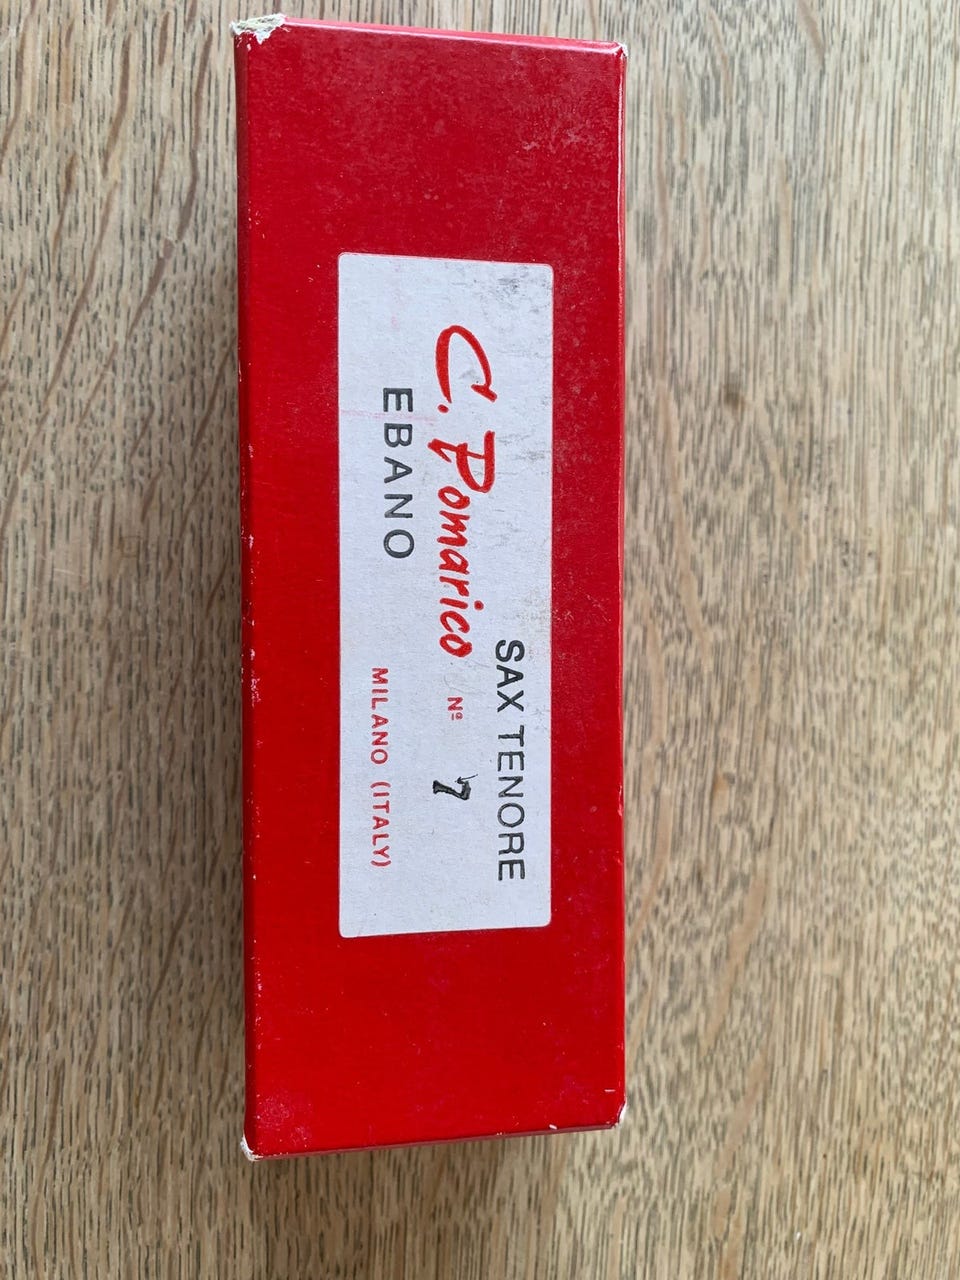 SAX TENORE
C. Pomarico Nº 7
EBANO
MILANO (ITALY)